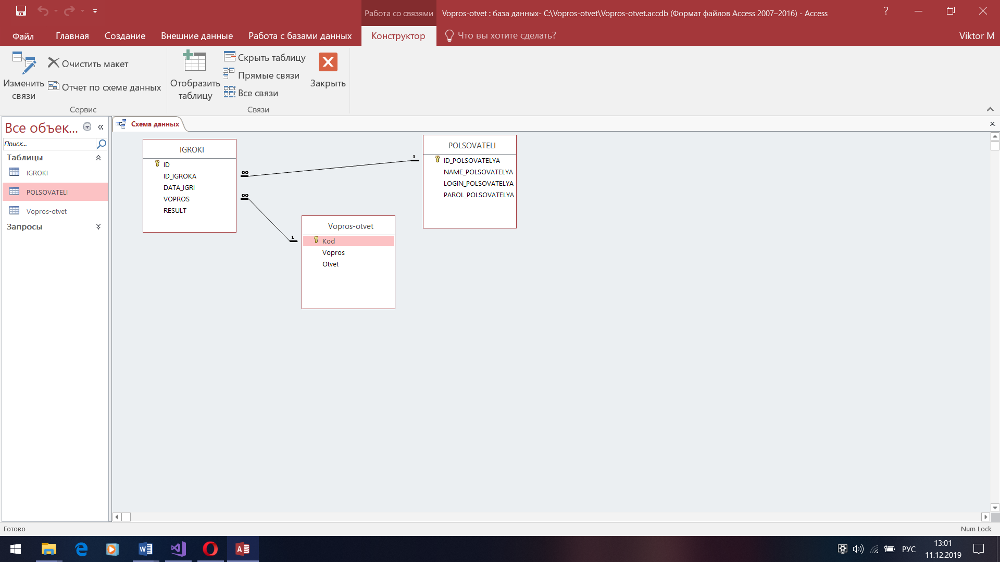 Работа со связями
Vopros-otvet : база данных- C:\Vopros-otvet\Vopros-otvet.accdb (Формат файлов Access 2007–2016) - Access
?
Файл
Главная
Создание
Внешние данные
Работа с базами данных
Конструктор
Что вы хотите сделать?
Viktor M
Изменить
связи
Очистить макет
Отчет по схеме данных
Сервис
Отобразить
таблицу
Скрыть таблицу
Прямые связи
Все связи
Закрыть
Связи
Все объек...
Поиск...
Таблицы
IGROKI
POLSOVATELI
Vopros-otvet
Запросы
Схема данных
IGROKI
ID
ID_IGROKA
DATA_IGRI
VOPROS
RESULT
∞
1
∞
1
POLSOVATELI
ID_POLSOVATELYA
NAME_POLSOVATELYA
LOGIN_POLSOVATELYA
PAROL_POLSOVATELYA
Vopros-otvet
Kod
Vopros
Otvet
Готово
Num Lock
РУС
13:01
11.12.2019